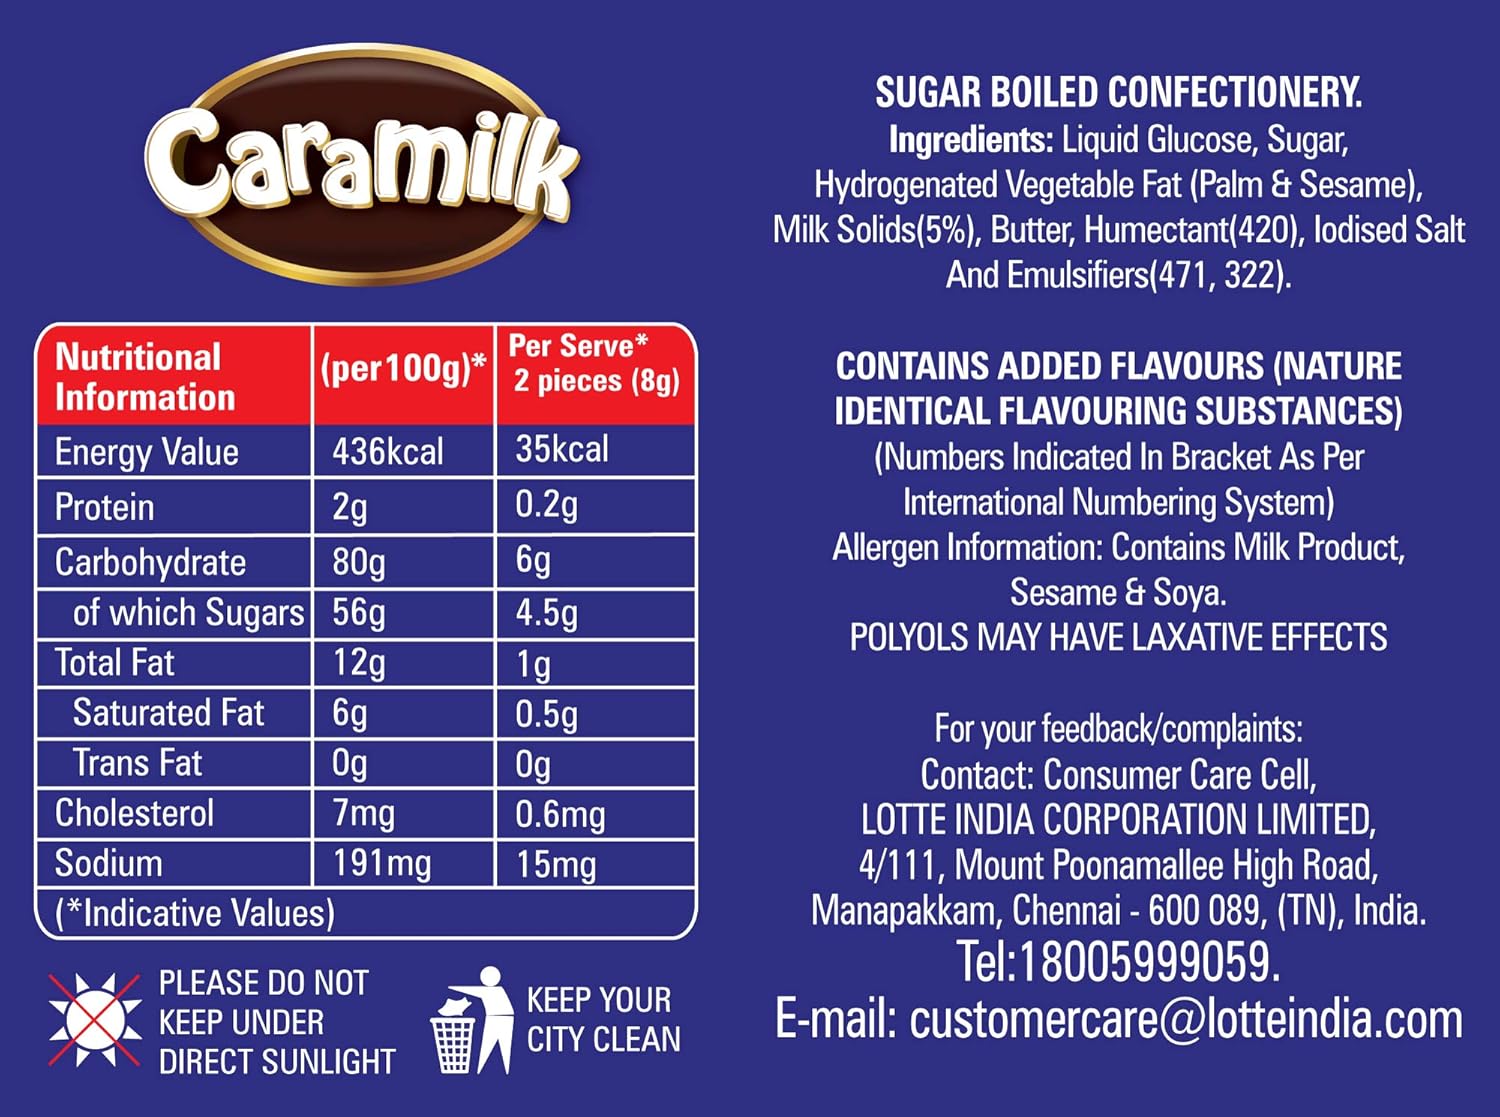 Caramilk
Nutritional Information (per100g)* Per Serve* 2 pieces (8g)
Energy Value 436kcal 35kcal
Protein 2g 0.2g
Carbohydrate 80g 6g
of which Sugars 56g 4.5g
Total Fat 12g 1g
Saturated Fat 6g 0.5g
Trans Fat 0g 0g
Cholesterol 7mg 0.6mg
Sodium 191mg 15mg
(*Indicative Values)
PLEASE DO NOT
KEEP UNDER
DIRECT SUNLIGHT
KEEP YOUR
CITY CLEAN
SUGAR BOILED CONFECTIONERY.
Ingredients: Liquid Glucose, Sugar,
Hydrogenated Vegetable Fat (Palm & Sesame),
Milk Solids(5%), Butter, Humectant(420), Iodised Salt
And Emulsifiers(471, 322).
CONTAINS ADDED FLAVOURS (NATURE
IDENTICAL FLAVOURING SUBSTANCES)
(Numbers Indicated In Bracket As Per
International Numbering System)
Allergen Information: Contains Milk Product,
Sesame & Soya.
POLYOLS MAY HAVE LAXATIVE EFFECTS
For your feedback/complaints:
Contact: Consumer Care Cell,
LOTTE INDIA CORPORATION LIMITED,
4/111, Mount Poonamallee High Road,
Manapakkam, Chennai - 600 089, (TN), India.
Tel:18005999059.
E-mail: customercare@lotteindia.com